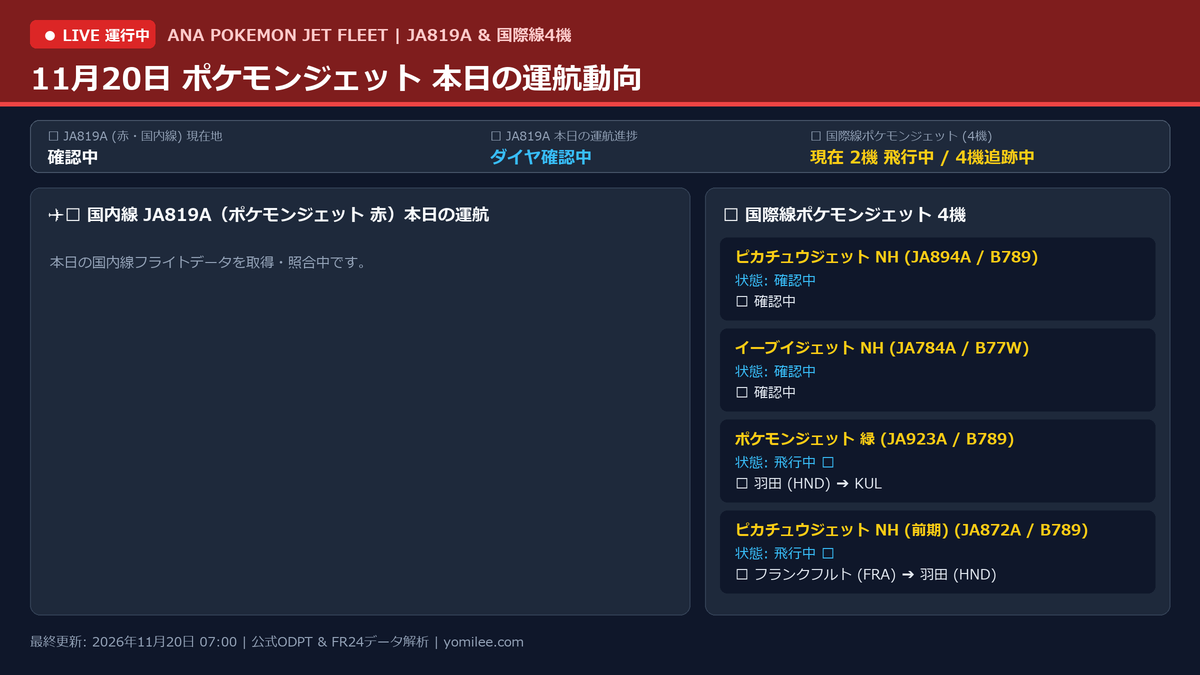 ● LIVE 運行中 ANA POKEMON JET FLEET | JA819A & 国際線4機
11月20日 ポケモンジェット 本日の運航動向
□ JA819A (赤・国内線) 現在地
確認中
□ JA819A 本日の運航進捗
ダイヤ確認中
□ 国際線ポケモンジェット (4機)
現在 2機 飛行中 / 4機追跡中
✈□ 国内線 JA819A（ポケモンジェット 赤）本日の運航
本日の国内線フライトデータを取得・照合中です。
□ 国際線ポケモンジェット 4機
ピカチュウジェット NH (JA894A / B789)
状態: 確認中
□ 確認中
イーブイジェット NH (JA784A / B77W)
状態: 確認中
□ 確認中
ポケモンジェット 緑 (JA923A / B789)
状態: 飛行中 □
□ 羽田 (HND) ➔ KUL
ピカチュウジェット NH (前期) (JA872A / B789)
状態: 飛行中 □
□ フランクフルト (FRA) ➔ 羽田 (HND)
最終更新: 2026年11月20日 07:00 | 公式ODPT & FR24データ解析 | yomilee.com